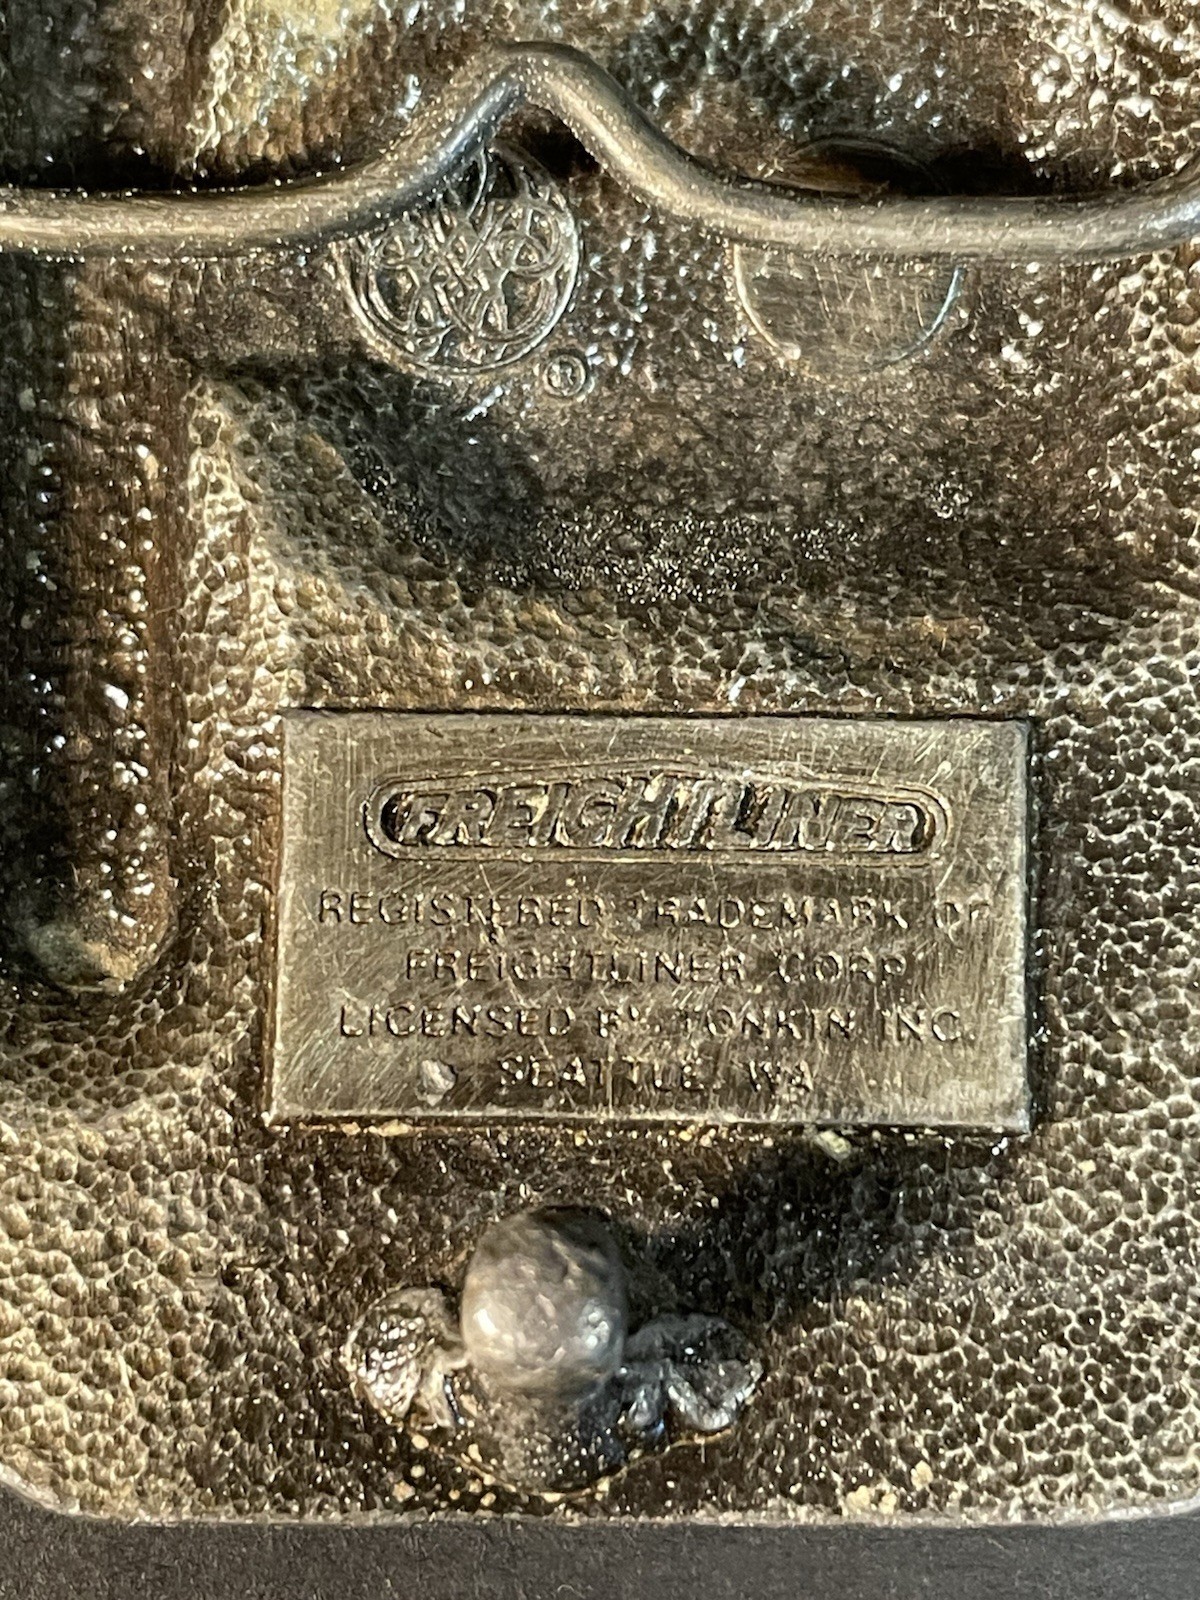 ®
FREIGHTLINER
REGISTERED TRADEMARK OF
FREIGHTLINER CORP
LICENSED BY TONKIN INC.
SEATTLE, WA